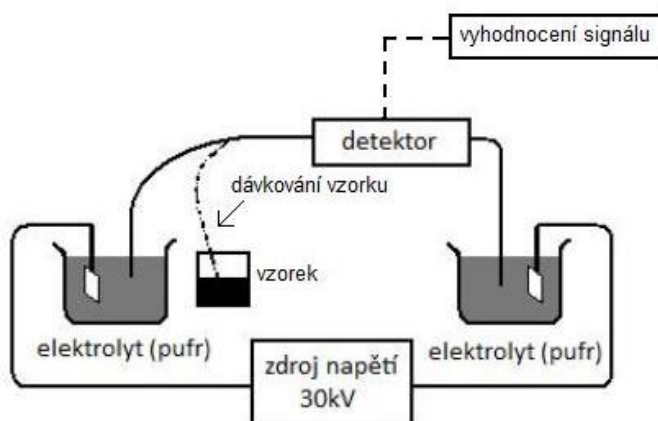 vyhodnocení signálu
detektor
dávkování vzorku
vzorek
elektrolyt (pufr)
elektrolyt (pufr)
zdroj napětí
30kV